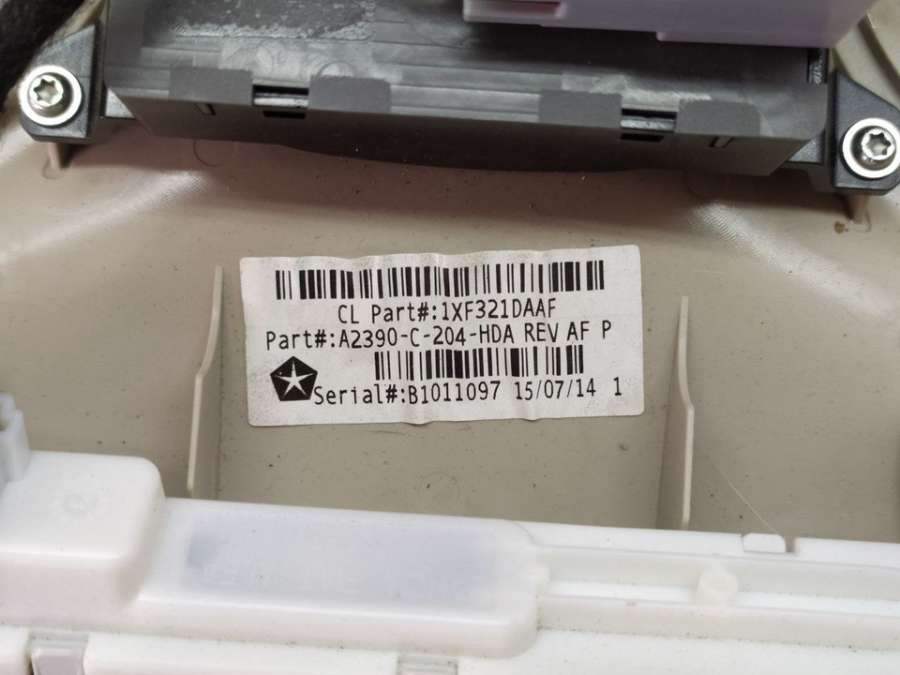 CL Part#:1XF321DAAF
Part#:A2390-C-204-HDA REV AF P
Serial#:B1011097 15/07/14 1